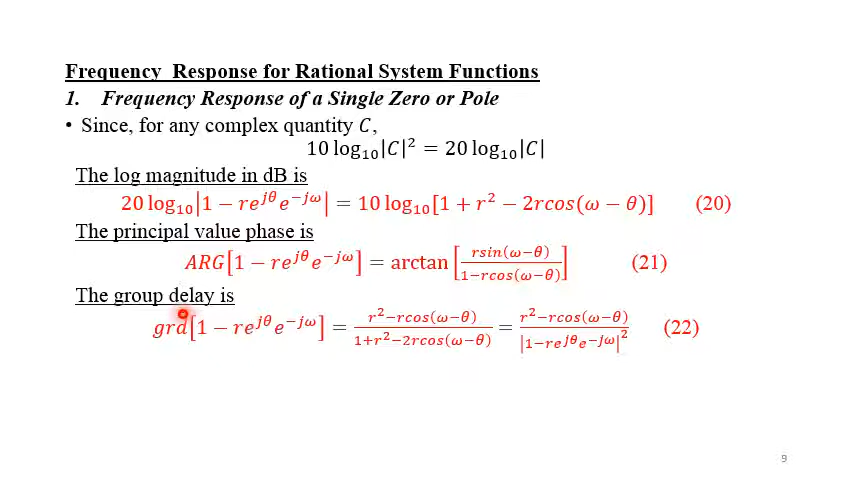 Frequency Response for Rational System Functions
1. Frequency Response of a Single Zero or Pole
• Since, for any complex quantity C,
10 log₁₀|C|² = 20 log₁₀|C|
The log magnitude in dB is
20 log₁₀|1 − re^{jθ}e^{−jω}| = 10 log₁₀[1 + r² − 2rcos(ω − θ)] (20)
The principal value phase is
ARG[1 − re^{jθ}e^{−jω}] = arctan[rsin(ω−θ)/1−rcos(ω−θ)] (21)
The group delay is
grd[1 − re^{jθ}e^{−jω}] = r²−rcos(ω−θ)/1+r²−2rcos(ω−θ) = r²−rcos(ω−θ)/|1−re^{jθ}e^{−jω}|² (22)
9